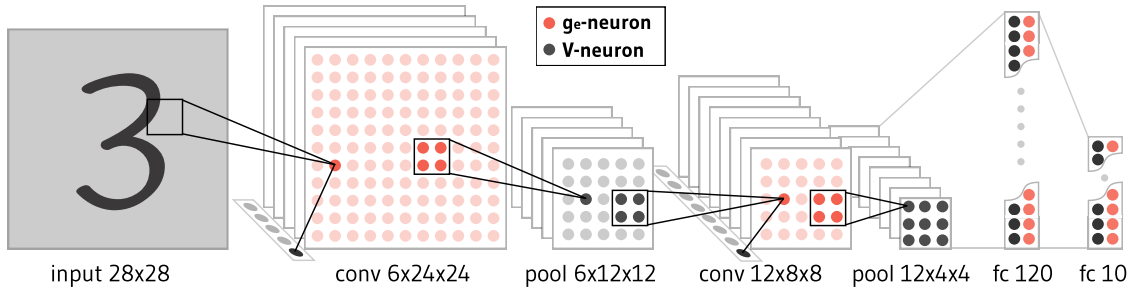 gₑ-neuron
V-neuron
3
input 28x28
conv 6x24x24
pool 6x12x12
conv 12x8x8
pool 12x4x4
fc 120
fc 10